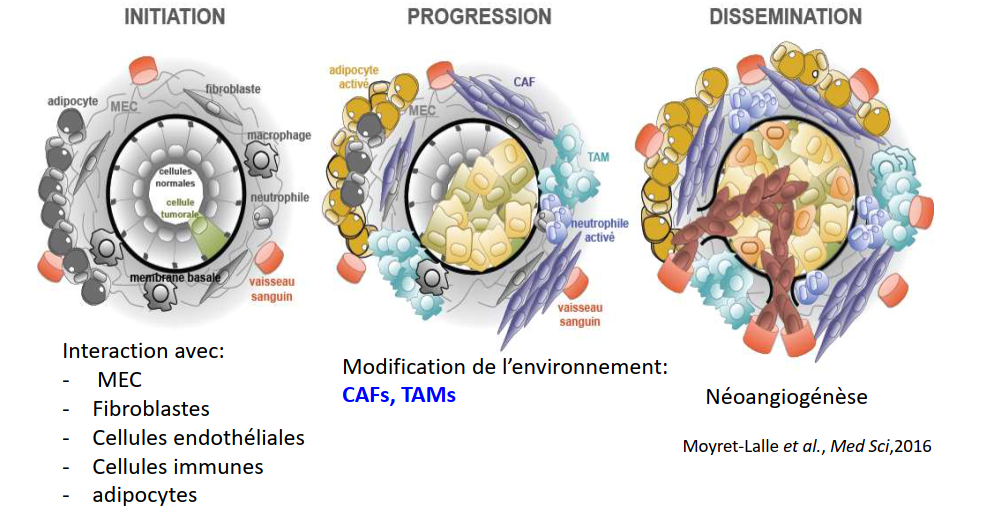 INITIATION
PROGRESSION
DISSEMINATION
adipocyte
MEC
fibroblaste
macrophage
cellules
normales
cellule
tumorale
neutrophile
membrane basale
vaisseau
sanguin
adipocyte
activé
MEC
CAF
TAM
neutrophile
activé
vaisseau
sanguin
Interaction avec:
- MEC
- Fibroblastes
- Cellules endothéliales
- Cellules immunes
- adipocytes
Modification de l’environnement:
CAFs, TAMs
Néoangiogénèse
Moyret-Lalle et al., Med Sci,2016